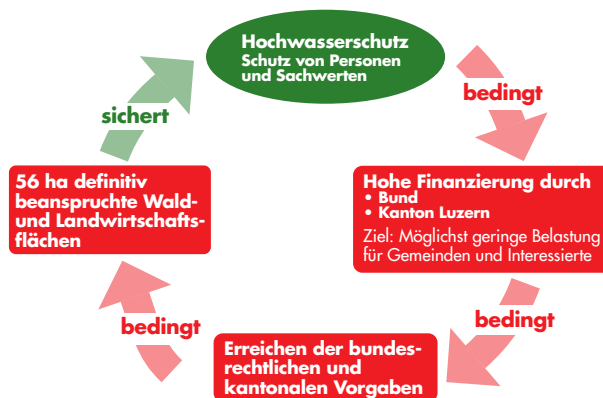 Hochwasserschutz
Schutz von Personen
und Sachwerten
bedingt
Hohe Finanzierung durch
• Bund
• Kanton Luzern
Ziel: Möglichst geringe Belastung
für Gemeinden und Interessierte
bedingt
Erreichen der bundes-
rechtlichen und
kantonalen Vorgaben
bedingt
56 ha definitiv
beanspruchte Wald-
und Landwirtschafts-
flächen
sichert